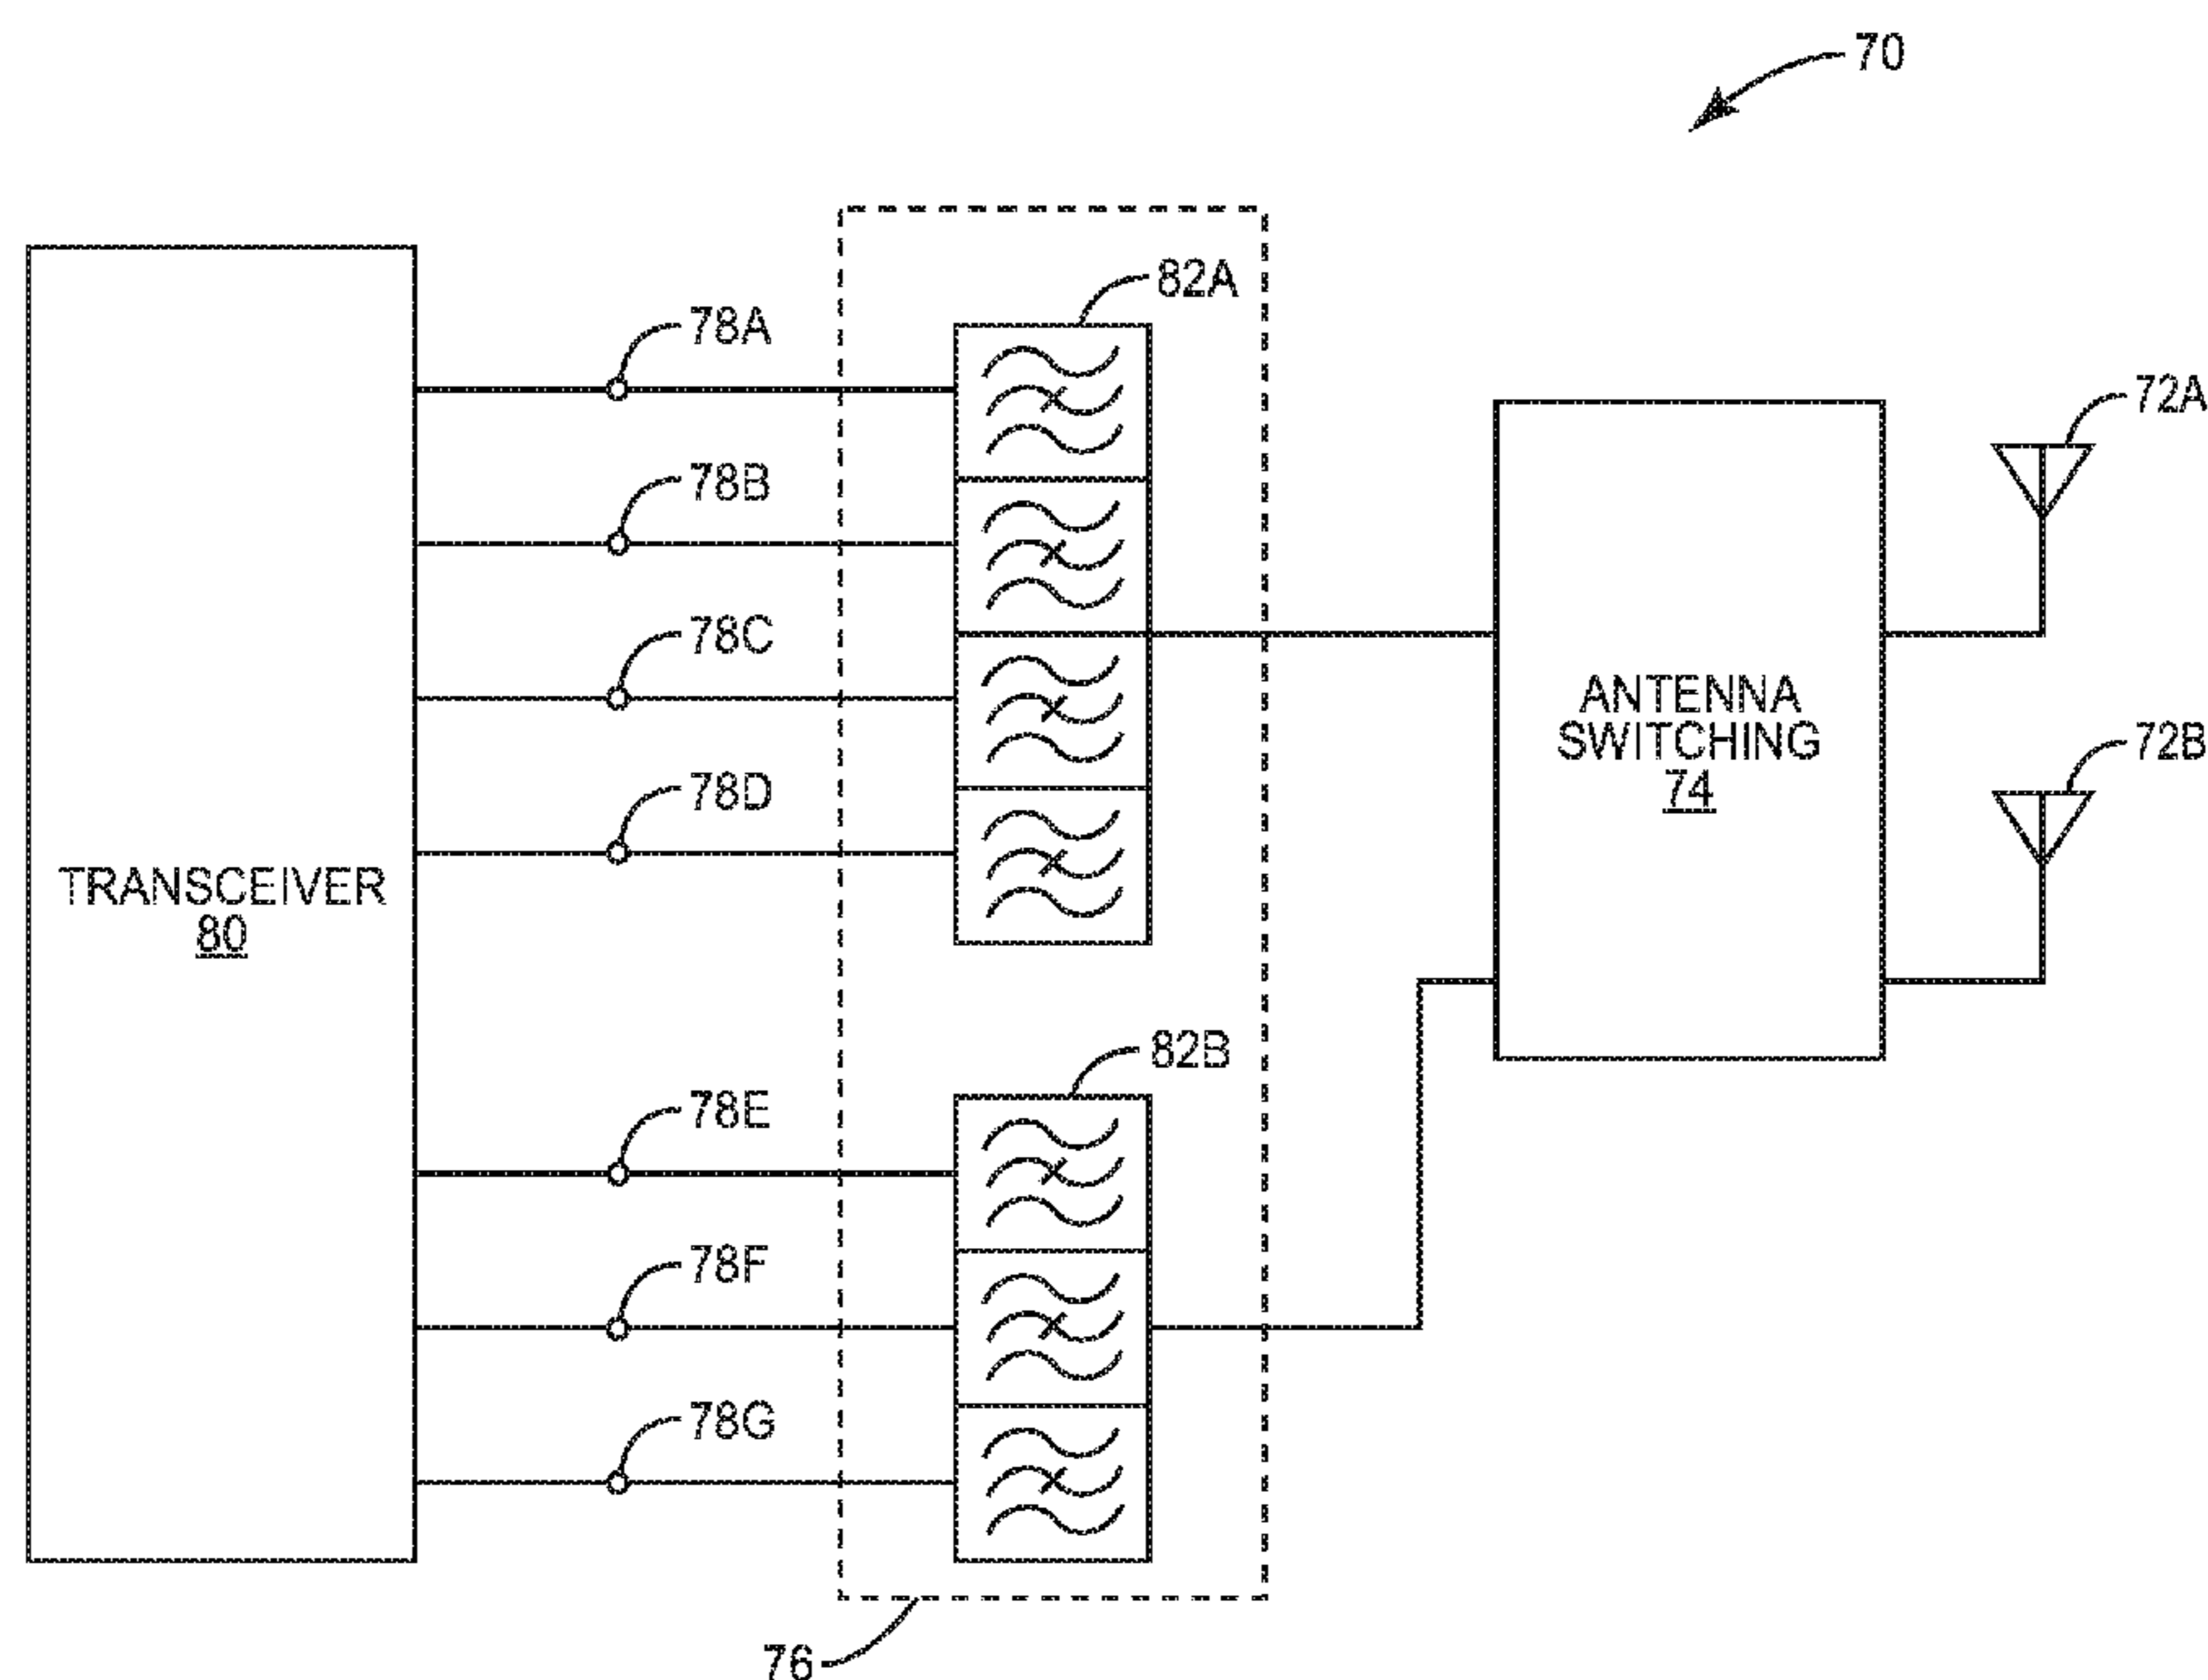 70
82A
78A
72A
78B
78C
ANTENNA
SWITCHING
74
72B
78D
TRANSCEIVER
80
82B
78E
78F
78G
76